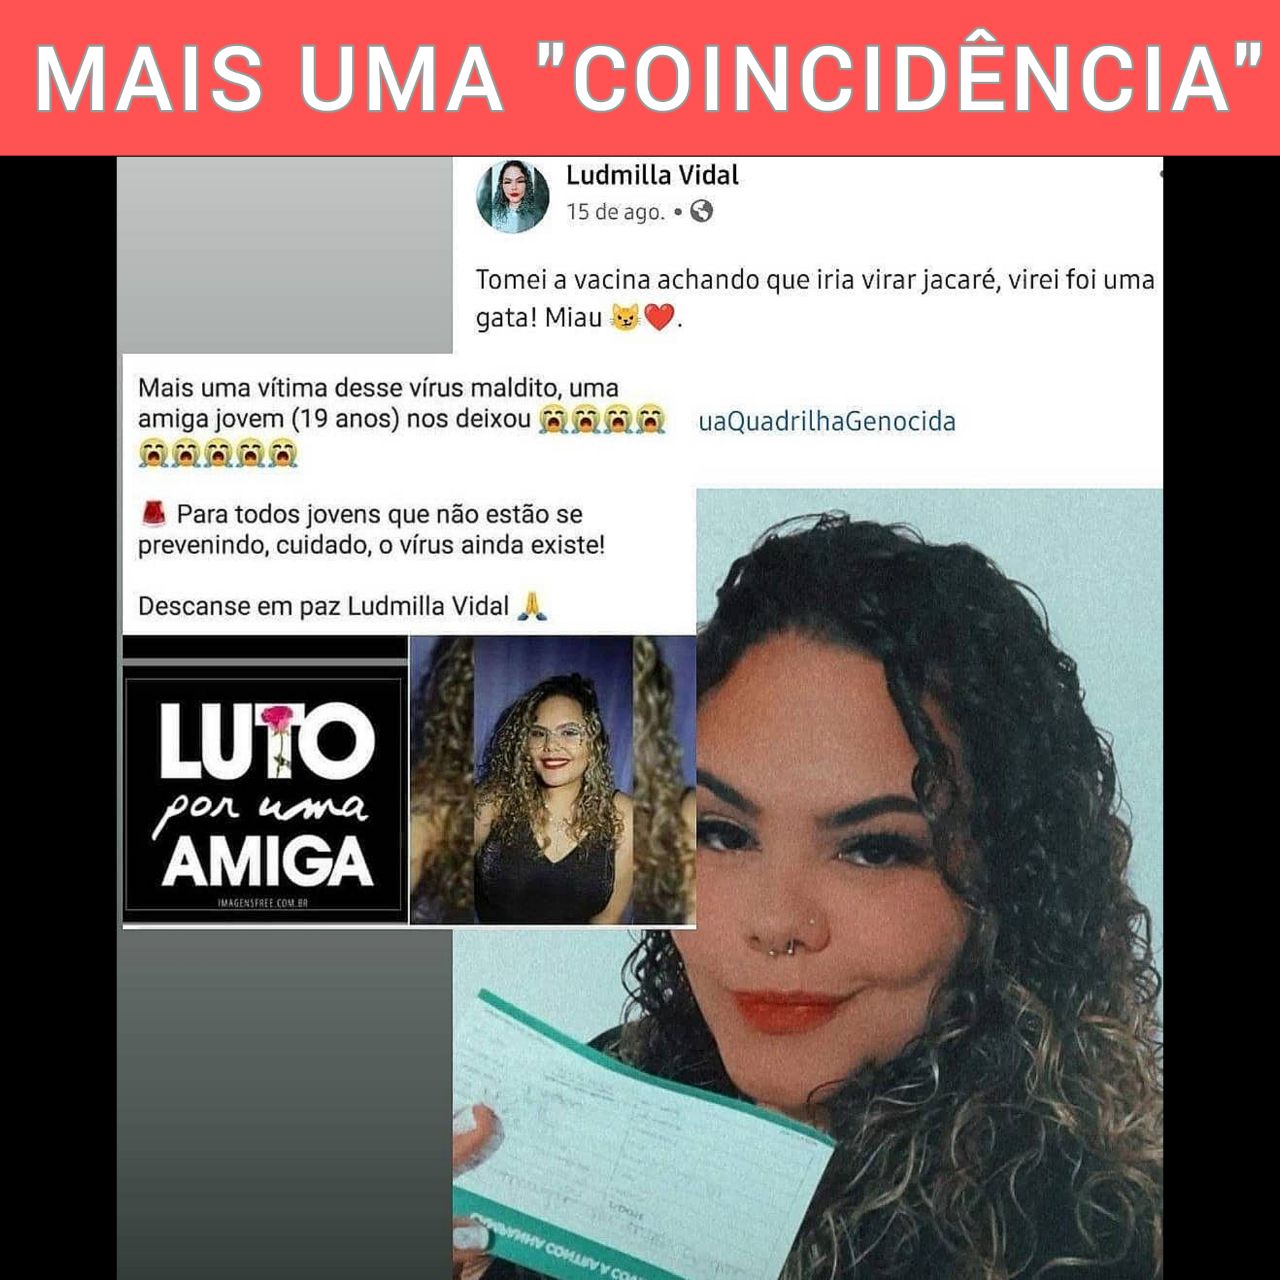 MAIS UMA "COINCIDÊNCIA"
Ludmilla Vidal
15 de ago. •
Tomei a vacina achando que iria virar jacaré, virei foi uma
gata! Miau 😼❤️.
uaQuadrilhaGenocida
Mais uma vítima desse vírus maldito, uma
amiga jovem (19 anos) nos deixou 😭😭😭😭
😭😭😭😭😭
Para todos jovens que não estão se
prevenindo, cuidado, o vírus ainda existe!
Descanse em paz Ludmilla Vidal 🙏
LUTO
por uma
AMIGA
IMAGENSFREE.COM.BR